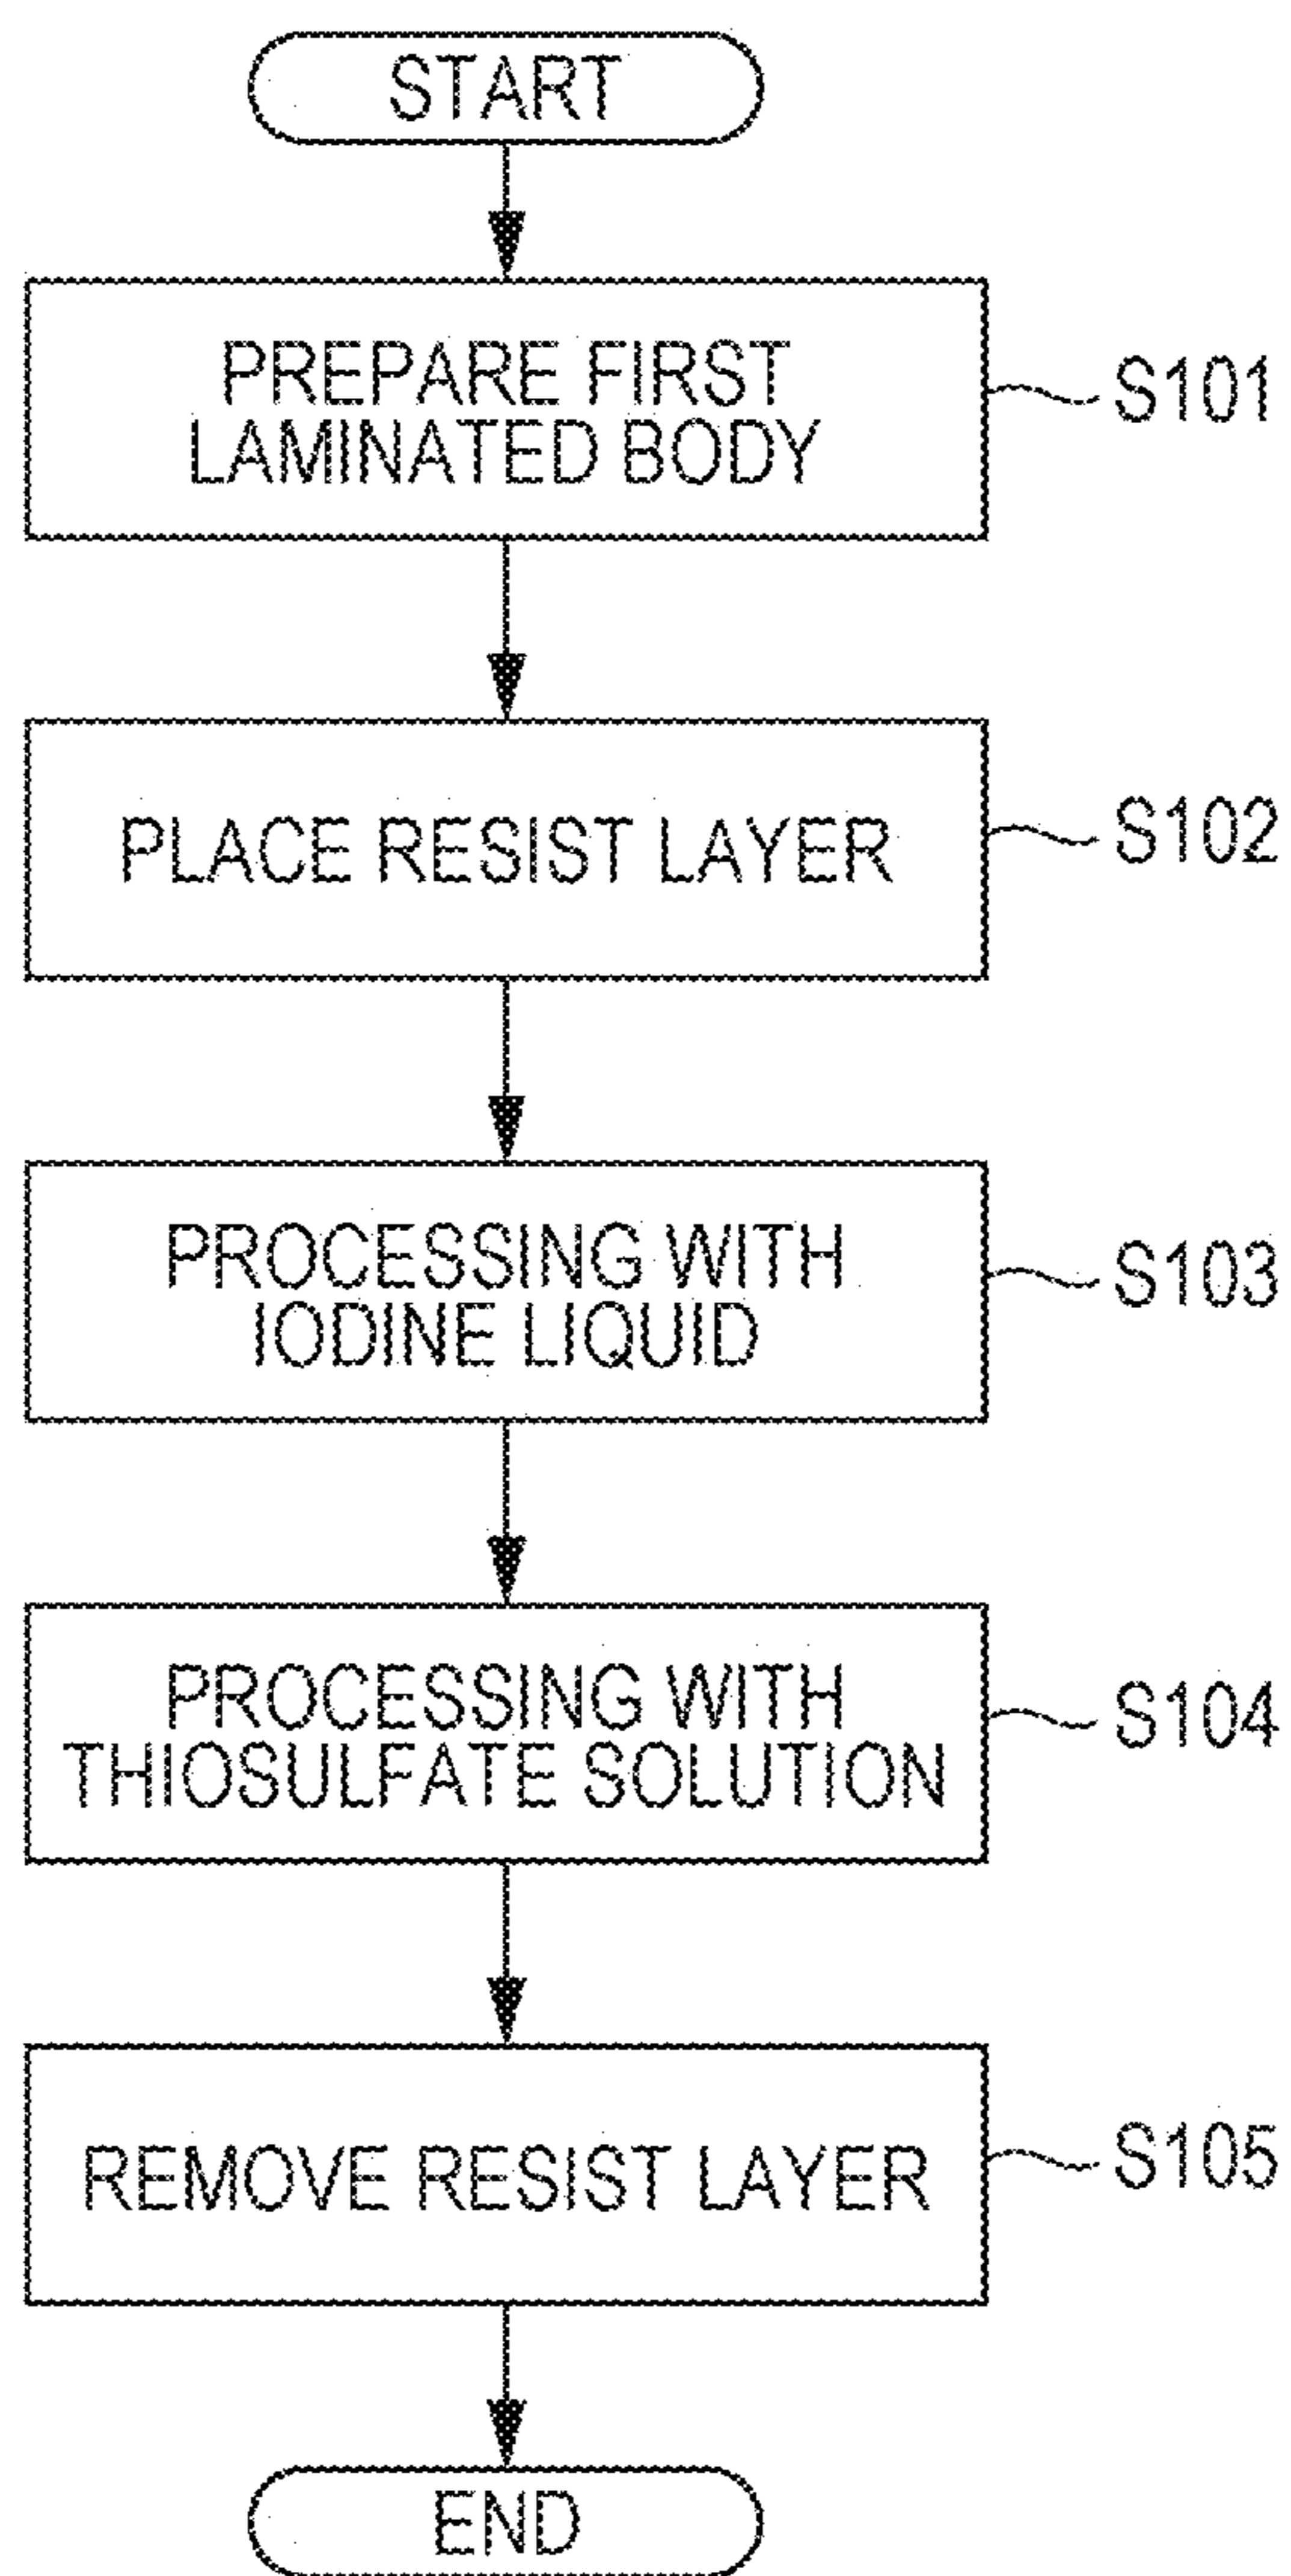 START
PREPARE FIRST
LAMINATED BODY
S101
PLACE RESIST LAYER
S102
PROCESSING WITH
IODINE LIQUID
S103
PROCESSING WITH
THIOSULFATE SOLUTION
S104
REMOVE RESIST LAYER
S105
END